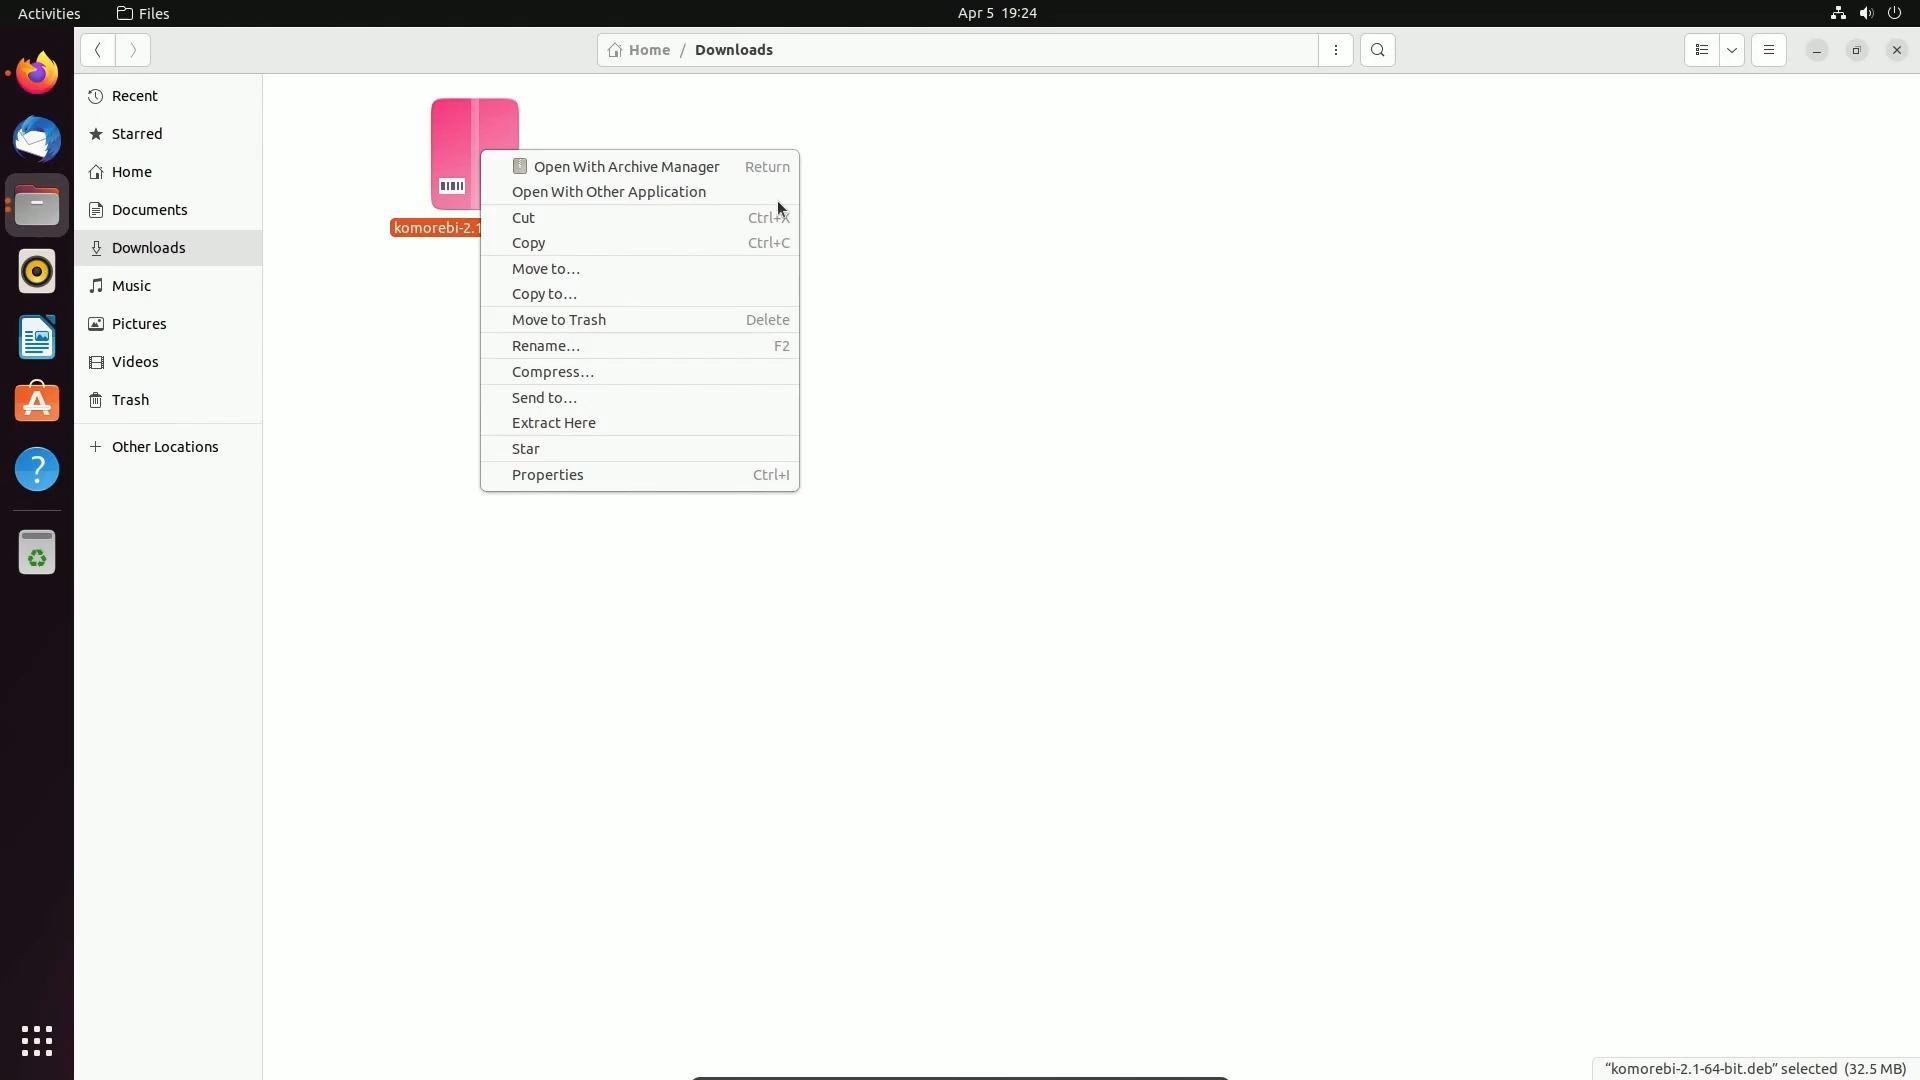 Activities
Files
Apr 5 19:24
Home / Downloads
Recent
Starred
Home
Documents
Downloads
Music
Pictures
Videos
Trash
+ Other Locations
komorebi-2.1
Open With Archive Manager Return
Open With Other Application
Cut Ctrl+X
Copy Ctrl+C
Move to…
Copy to…
Move to Trash Delete
Rename… F2
Compress…
Send to…
Extract Here
Star
Properties Ctrl+I
“komorebi-2.1-64-bit.deb” selected (32.5 MB)